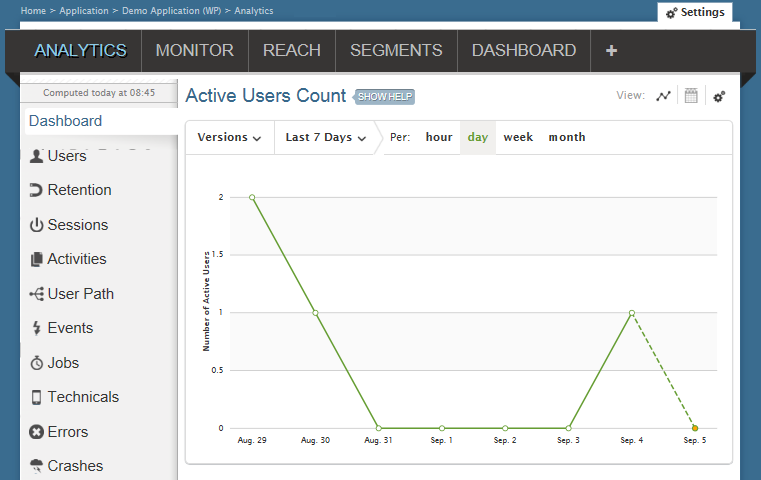 Home > Application > Demo Application (WP) > Analytics
Settings
ANALYTICS MONITOR REACH SEGMENTS DASHBOARD +
Computed today at 08:45
Active Users Count SHOW HELP
View:
Dashboard
Versions Last 7 Days Per: hour day week month
Users
Retention
Sessions
Activities
User Path
Events
Jobs
Technicals
Errors
Crashes
Number of Active Users
2
1.5
1
0.5
0
Aug. 29 Aug. 30 Aug. 31 Sep. 1 Sep. 2 Sep. 3 Sep. 4 Sep. 5